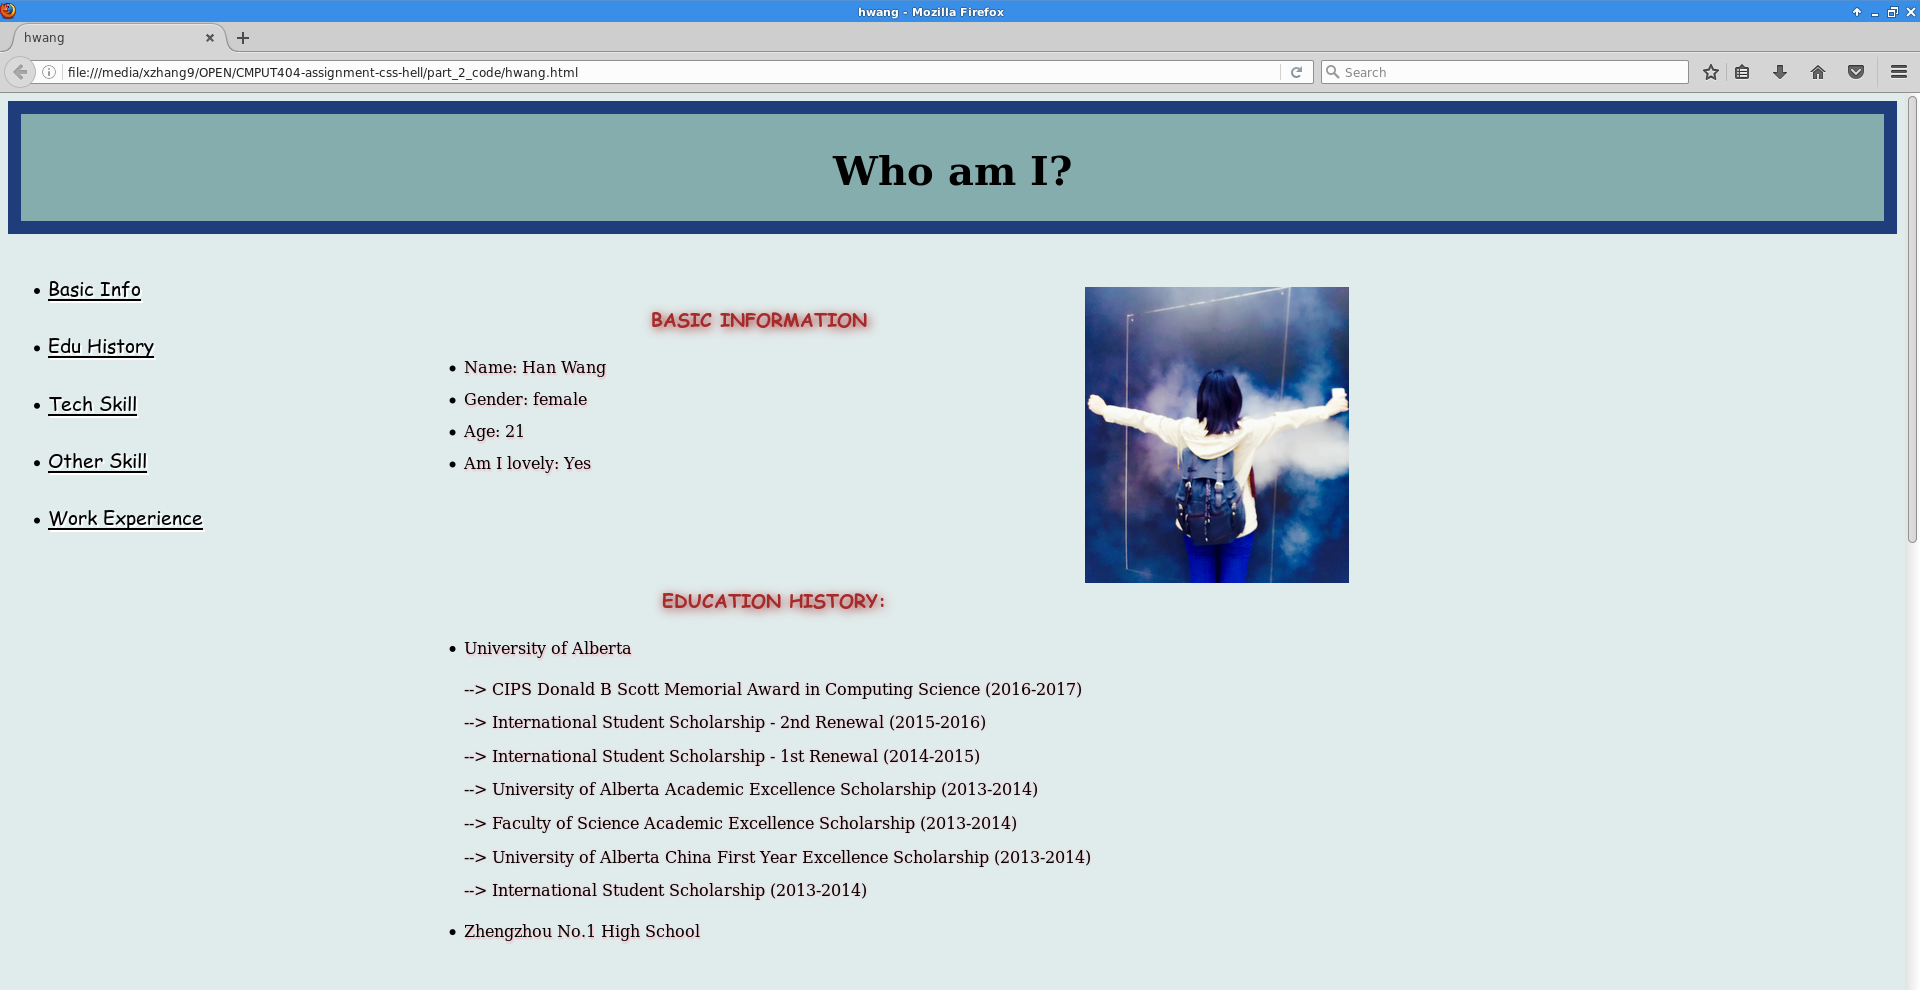 hwang - Mozilla Firefox
hwang
file:///media/xzhang9/OPEN/CMPUT404-assignment-css-hell/part_2_code/hwang.html
Search
Who am I?
Basic Info
Edu History
Tech Skill
Other Skill
Work Experience
BASIC INFORMATION
Name: Han Wang
Gender: female
Age: 21
Am I lovely: Yes
EDUCATION HISTORY:
University of Alberta
--> CIPS Donald B Scott Memorial Award in Computing Science (2016-2017)
--> International Student Scholarship - 2nd Renewal (2015-2016)
--> International Student Scholarship - 1st Renewal (2014-2015)
--> University of Alberta Academic Excellence Scholarship (2013-2014)
--> Faculty of Science Academic Excellence Scholarship (2013-2014)
--> University of Alberta China First Year Excellence Scholarship (2013-2014)
--> International Student Scholarship (2013-2014)
Zhengzhou No.1 High School